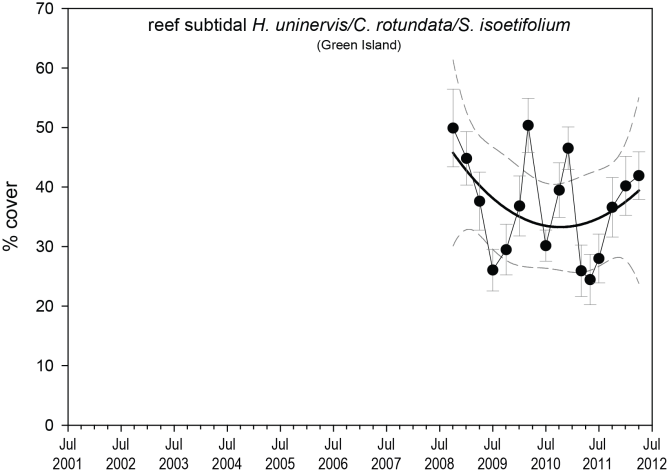 reef subtidal H. uninervis/C. rotundata/S. isoetifolium
(Green Island)
70
60
50
40
30
20
10
0
% cover
Jul Jul Jul Jul Jul Jul Jul Jul Jul Jul Jul Jul
2001 2002 2003 2004 2005 2006 2007 2008 2009 2010 2011